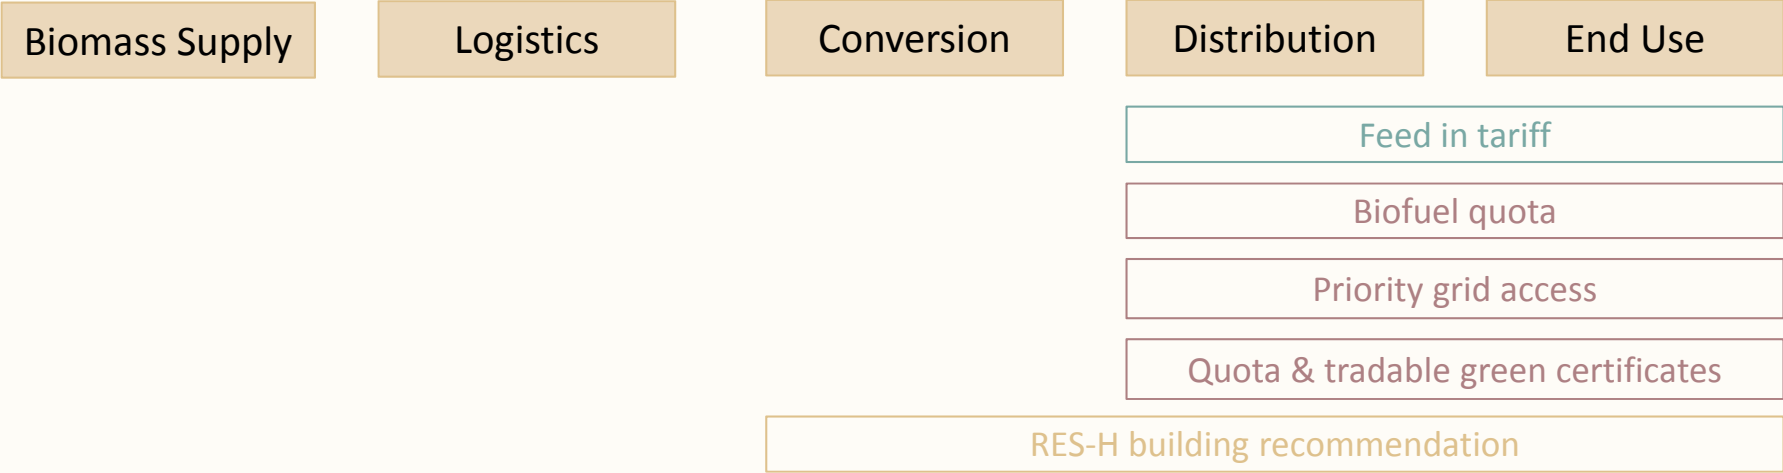 Biomass Supply
Logistics
Conversion
Distribution
End Use
Feed in tariff
Biofuel quota
Priority grid access
Quota & tradable green certificates
RES-H building recommendation